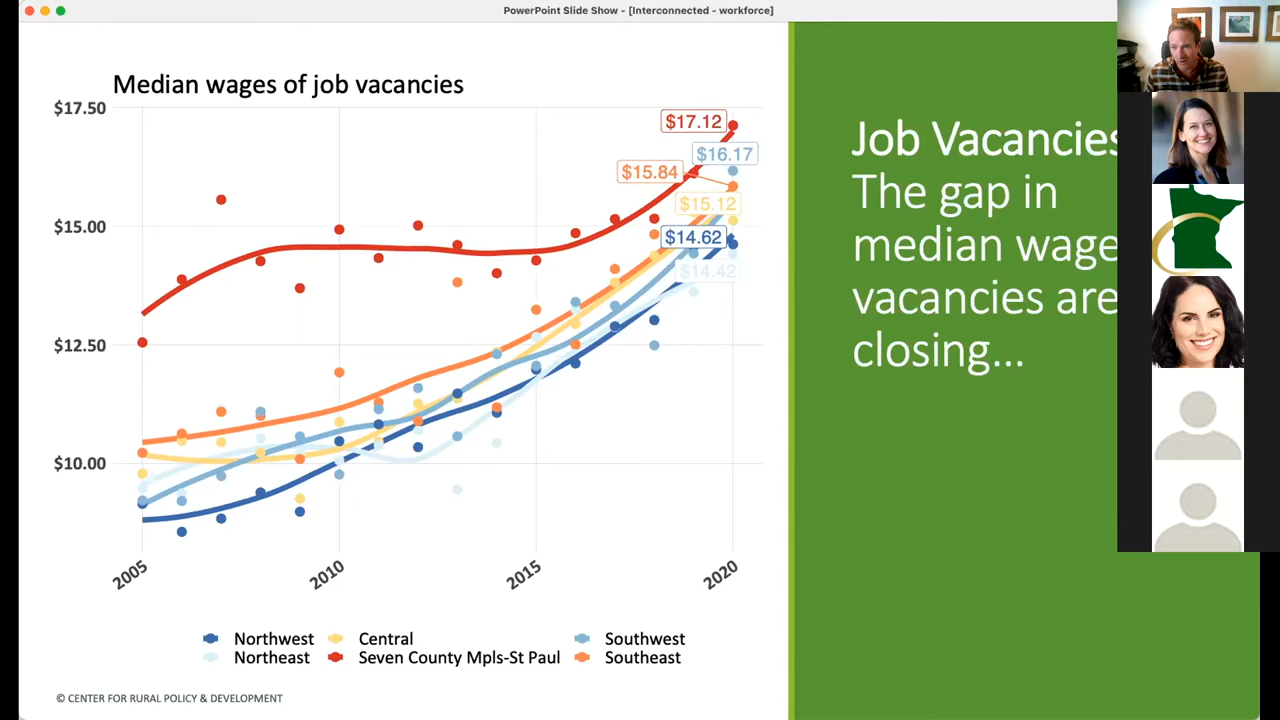 PowerPoint Slide Show - [Interconnected - workforce]
Median wages of job vacancies
$17.50
$15.00
$12.50
$10.00
$17.12
$16.17
$15.84
$15.12
$14.62
$14.42
2005
2010
2015
2020
Northwest
Central
Southwest
Northeast
Seven County Mpls-St Paul
Southeast
© CENTER FOR RURAL POLICY & DEVELOPMENT
Job Vacancies
The gap in
median wage
vacancies are
closing...